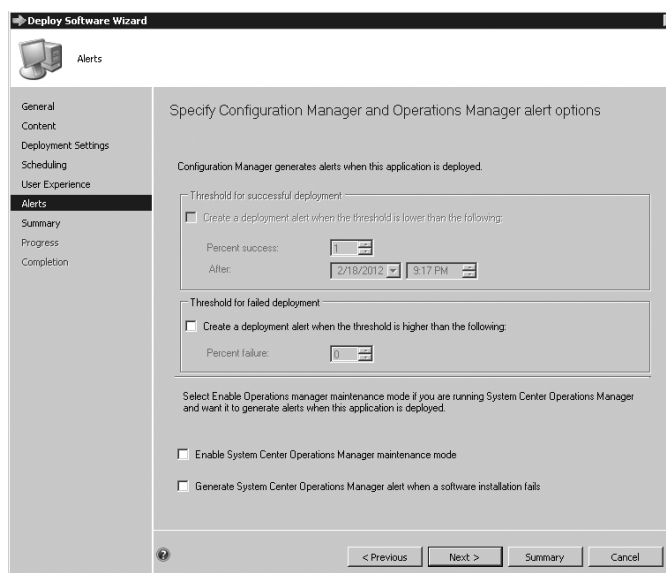 Deploy Software Wizard
Alerts
General
Content
Deployment Settings
Scheduling
User Experience
Alerts
Summary
Progress
Completion
Specify Configuration Manager and Operations Manager alert options
Configuration Manager generates alerts when this application is deployed.
Threshold for successful deployment
Create a deployment alert when the threshold is lower than the following:
Percent success: 1
After: 2/18/2012 9:17 PM
Threshold for failed deployment
Create a deployment alert when the threshold is higher than the following:
Percent failure: 0
Select Enable Operations manager maintenance mode if you are running System Center Operations Manager
and want it to generate alerts when this application is deployed.
Enable System Center Operations Manager maintenance mode
Generate System Center Operations Manager alert when a software installation fails
< Previous Next > Summary Cancel